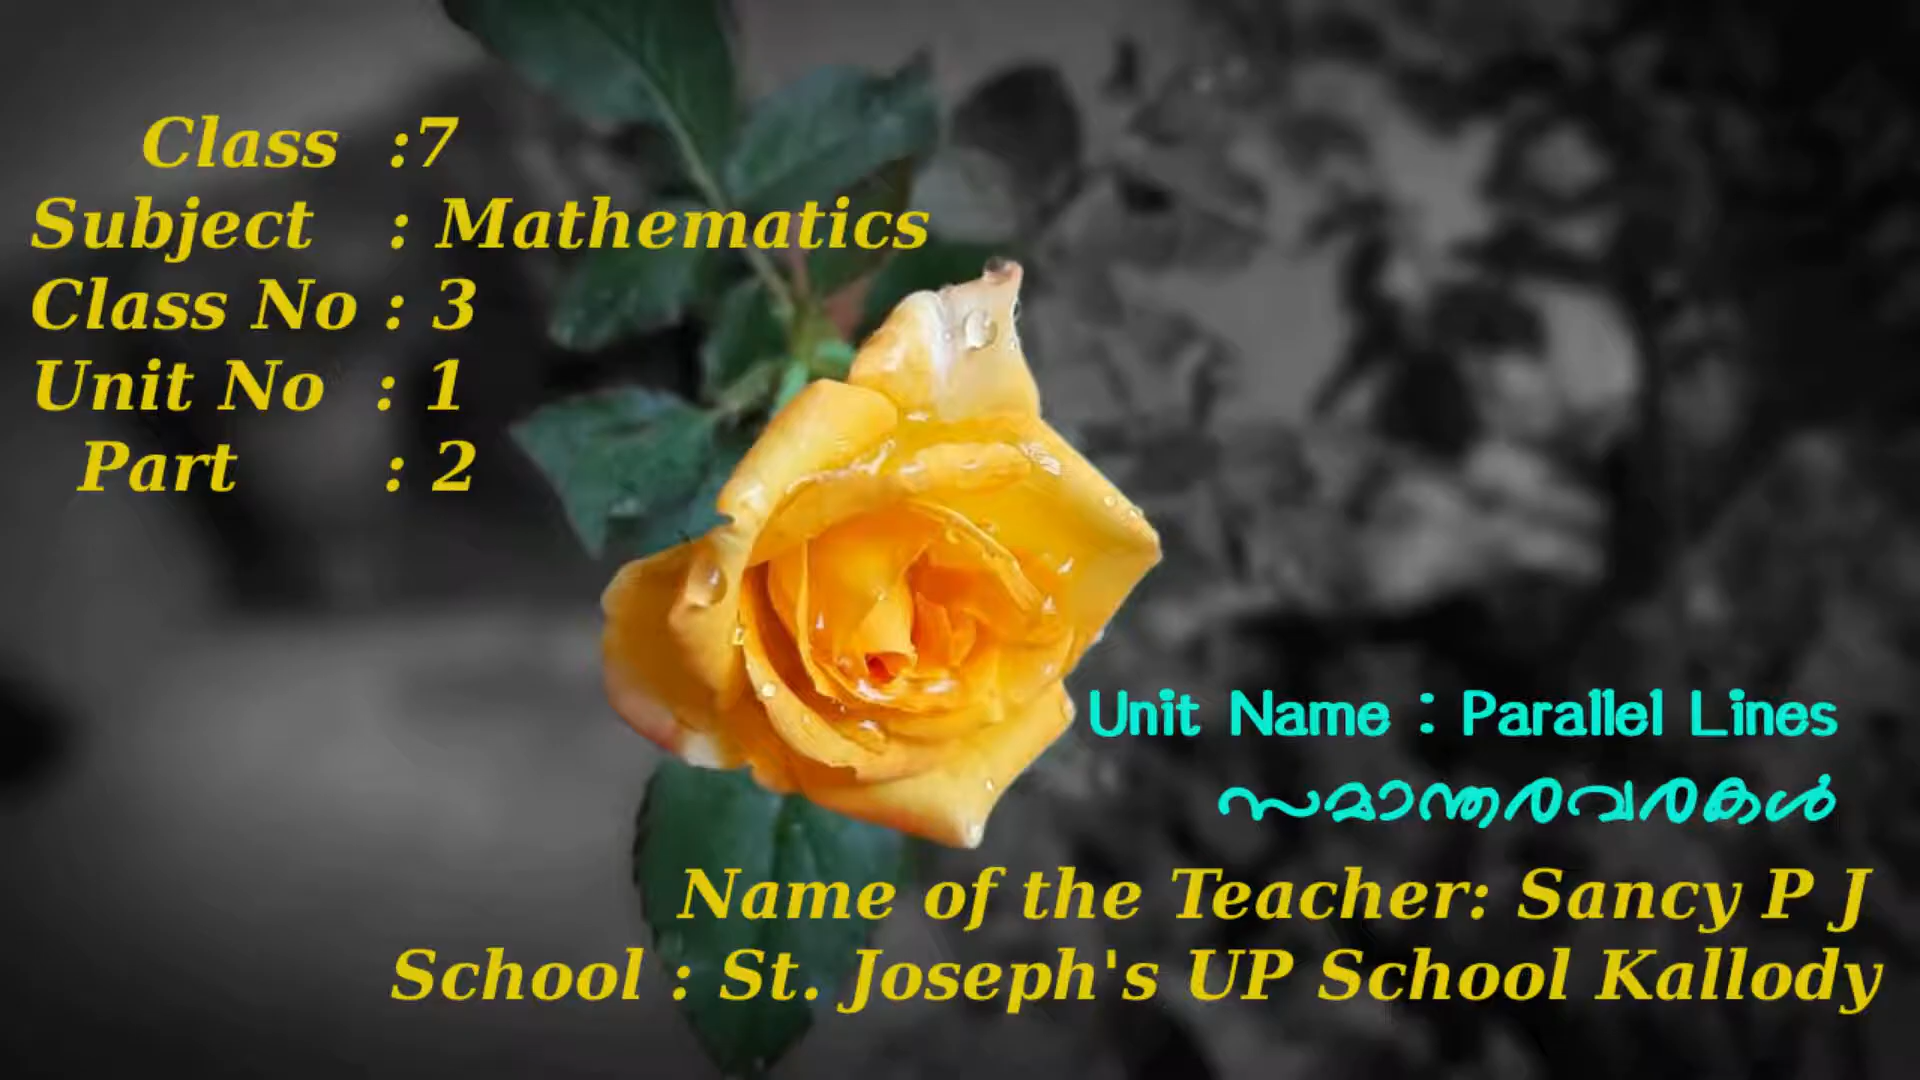 Class :7
Subject : Mathematics
Class No : 3
Unit No : 1
Part : 2
Unit Name : Parallel Lines
സമാന്തരവരകൾ
Name of the Teacher: Sancy P J
School : St. Joseph's UP School Kallody